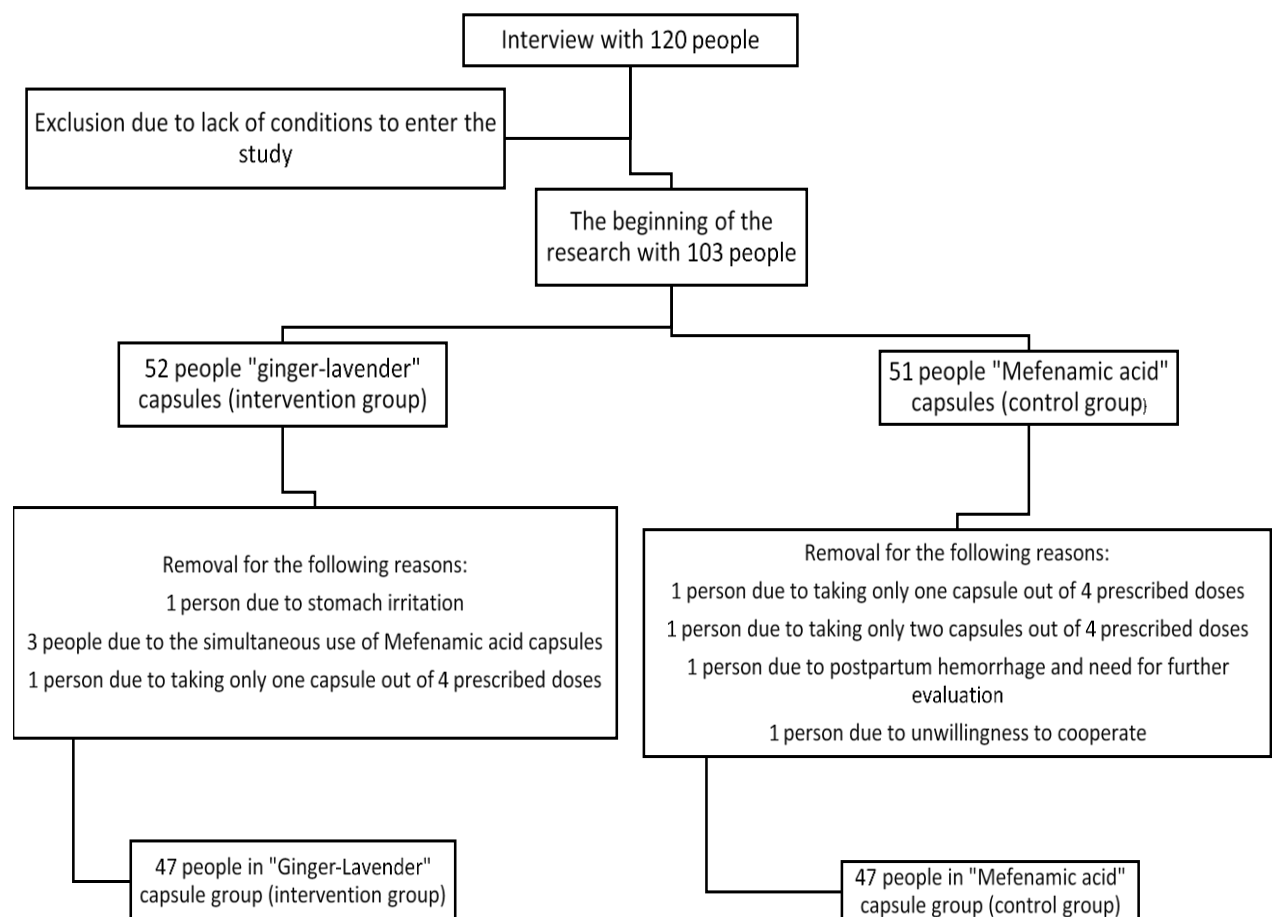 Interview with 120 people
Exclusion due to lack of conditions to enter the
study
The beginning of the
research with 103 people
52 people "ginger-lavender"
capsules (intervention group)
51 people "Mefenamic acid"
capsules (control group)
Removal for the following reasons:
1 person due to stomach irritation
3 people due to the simultaneous use of Mefenamic acid capsules
1 person due to taking only one capsule out of 4 prescribed doses
Removal for the following reasons:
1 person due to taking only one capsule out of 4 prescribed doses
1 person due to taking only two capsules out of 4 prescribed doses
1 person due to postpartum hemorrhage and need for further
evaluation
1 person due to unwillingness to cooperate
47 people in "Ginger-Lavender"
capsule group (intervention group)
47 people in "Mefenamic acid"
capsule group (control group)